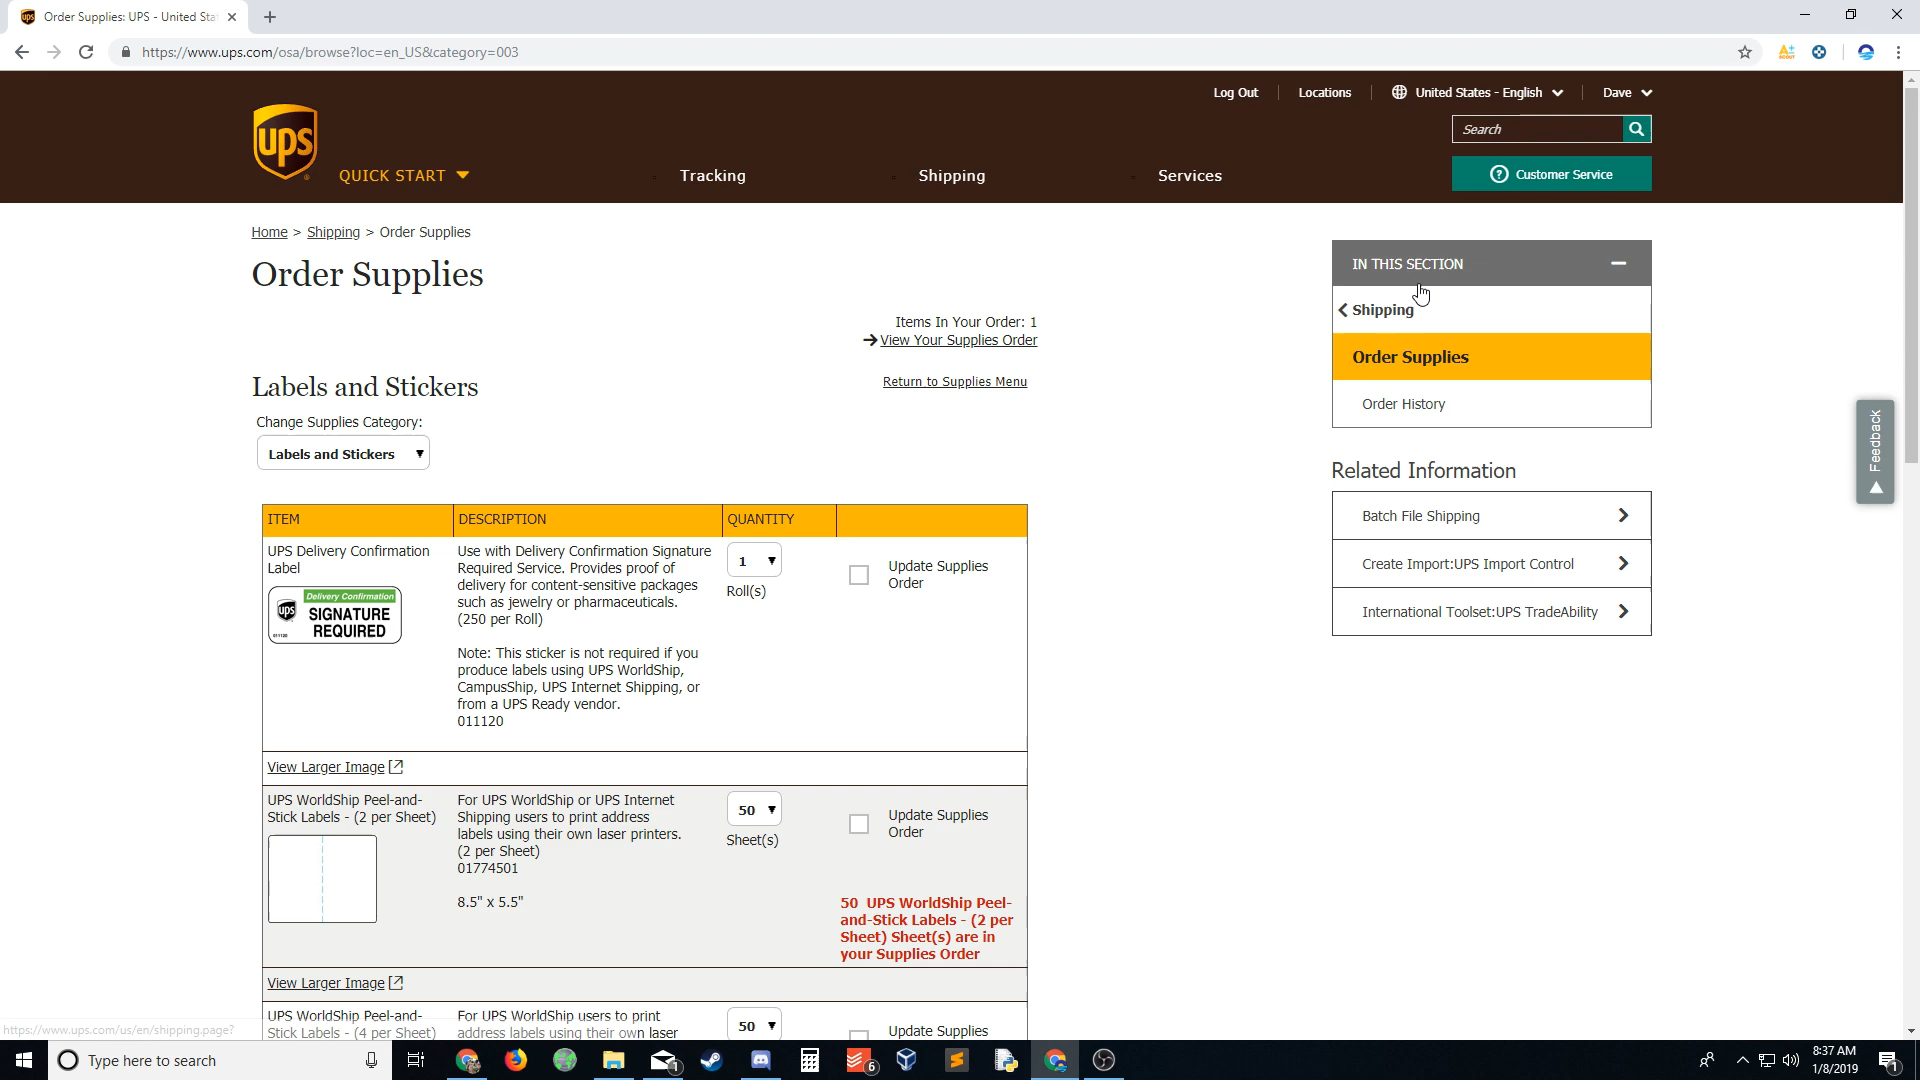 Order Supplies: UPS - United Sta
https://www.ups.com/osa/browse?loc=en_US&category=003
Log Out
Locations
United States - English
Dave
ups
Search
QUICK START
Tracking
Shipping
Services
Customer Service
Home > Shipping > Order Supplies
Order Supplies
Items In Your Order: 1
View Your Supplies Order
Return to Supplies Menu
Labels and Stickers
Change Supplies Category:
Labels and Stickers
ITEM
DESCRIPTION
QUANTITY
UPS Delivery Confirmation
Label
Delivery Confirmation
ups
SIGNATURE
REQUIRED
011120
Use with Delivery Confirmation Signature
Required Service. Provides proof of
delivery for content-sensitive packages
such as jewelry or pharmaceuticals.
(250 per Roll)
Note: This sticker is not required if you
produce labels using UPS WorldShip,
CampusShip, UPS Internet Shipping, or
from a UPS Ready vendor.
011120
1
Roll(s)
Update Supplies
Order
View Larger Image
UPS WorldShip Peel-and-
Stick Labels - (2 per Sheet)
For UPS WorldShip or UPS Internet
Shipping users to print address
labels using their own laser printers.
(2 per Sheet)
01774501
8.5" x 5.5"
50
Sheet(s)
Update Supplies
Order
50 UPS WorldShip Peel-
and-Stick Labels - (2 per
Sheet) Sheet(s) are in
your Supplies Order
View Larger Image
UPS WorldShip Peel-and-
Stick Labels - (4 per Sheet)
For UPS WorldShip users to print
address labels using their own laser
50
Update Supplies
IN THIS SECTION
Shipping
Order Supplies
Order History
Related Information
Batch File Shipping
Create Import:UPS Import Control
International Toolset:UPS TradeAbility
Feedback
https://www.ups.com/us/en/shipping.page?
Type here to search
1
6
8:37 AM
1/8/2019
1